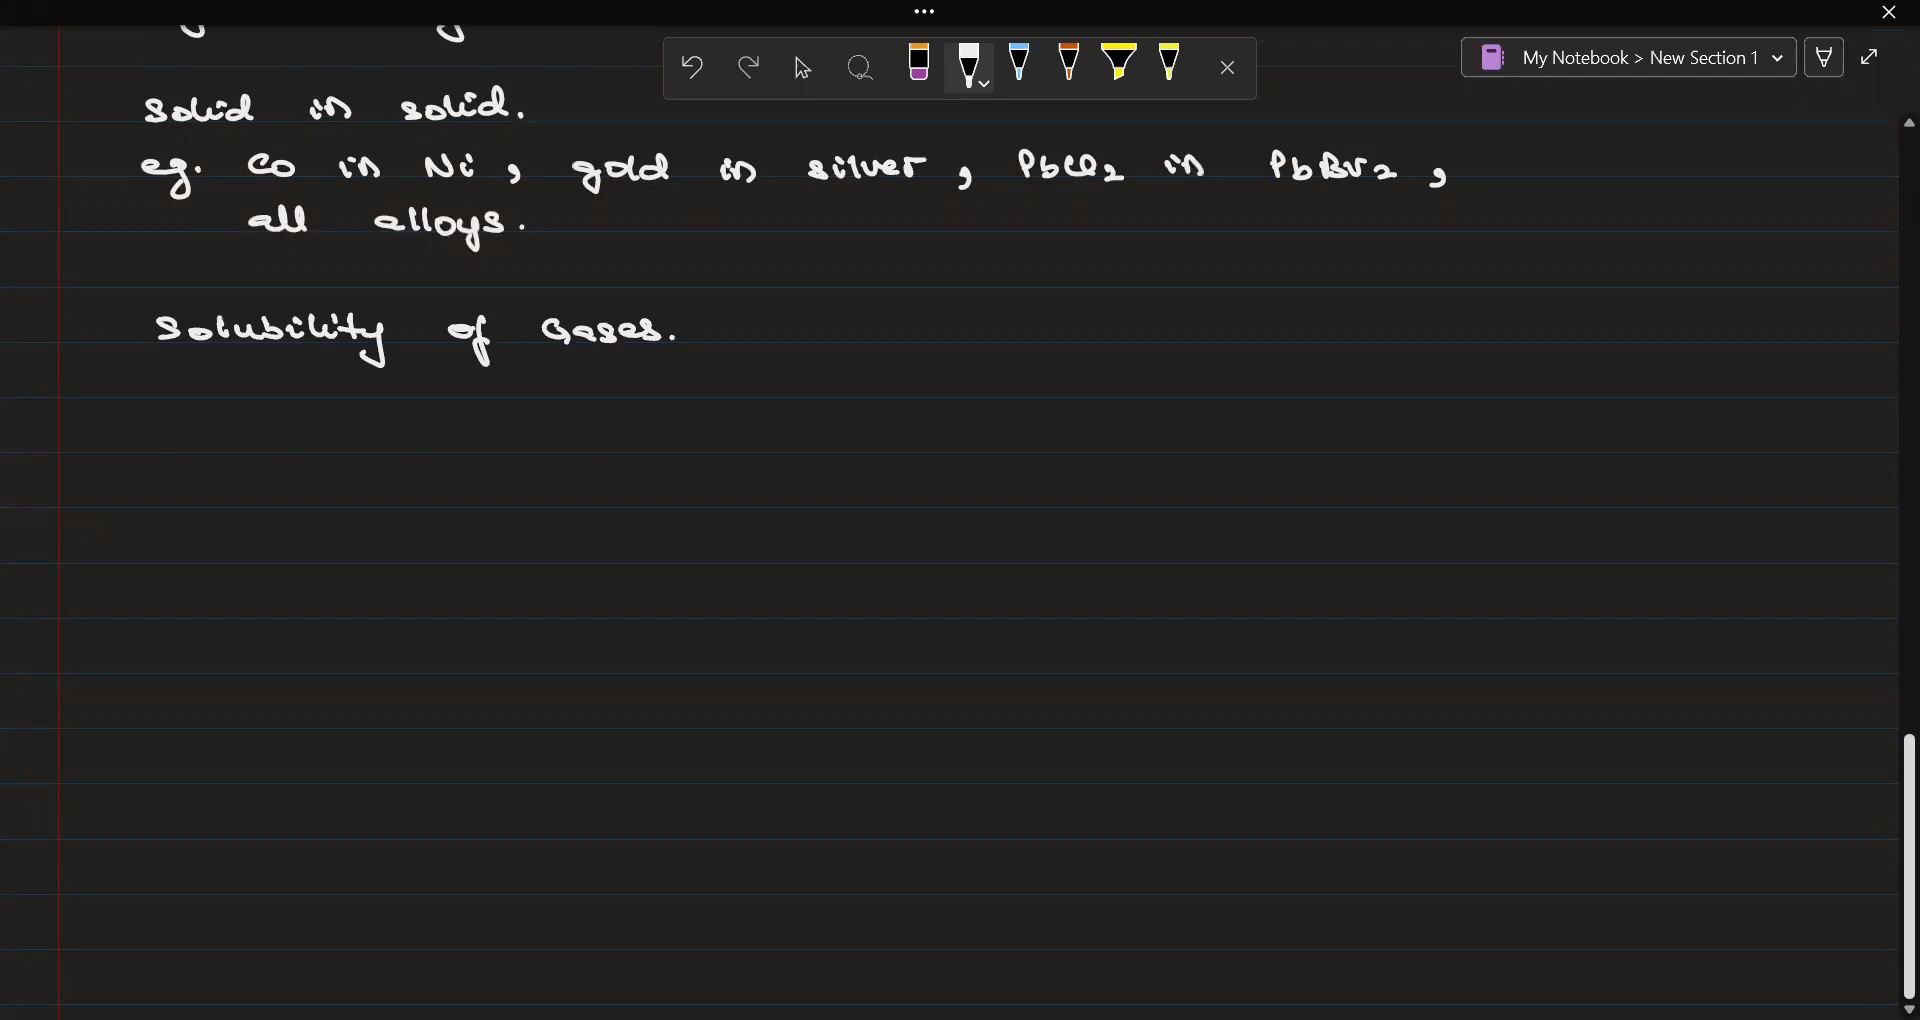 My Notebook > New Section 1
solid in solid.
eg. Co in Ni, gold in silver, PbCl₂ in PbBr₂,
all alloys.
Solubility of Gases.